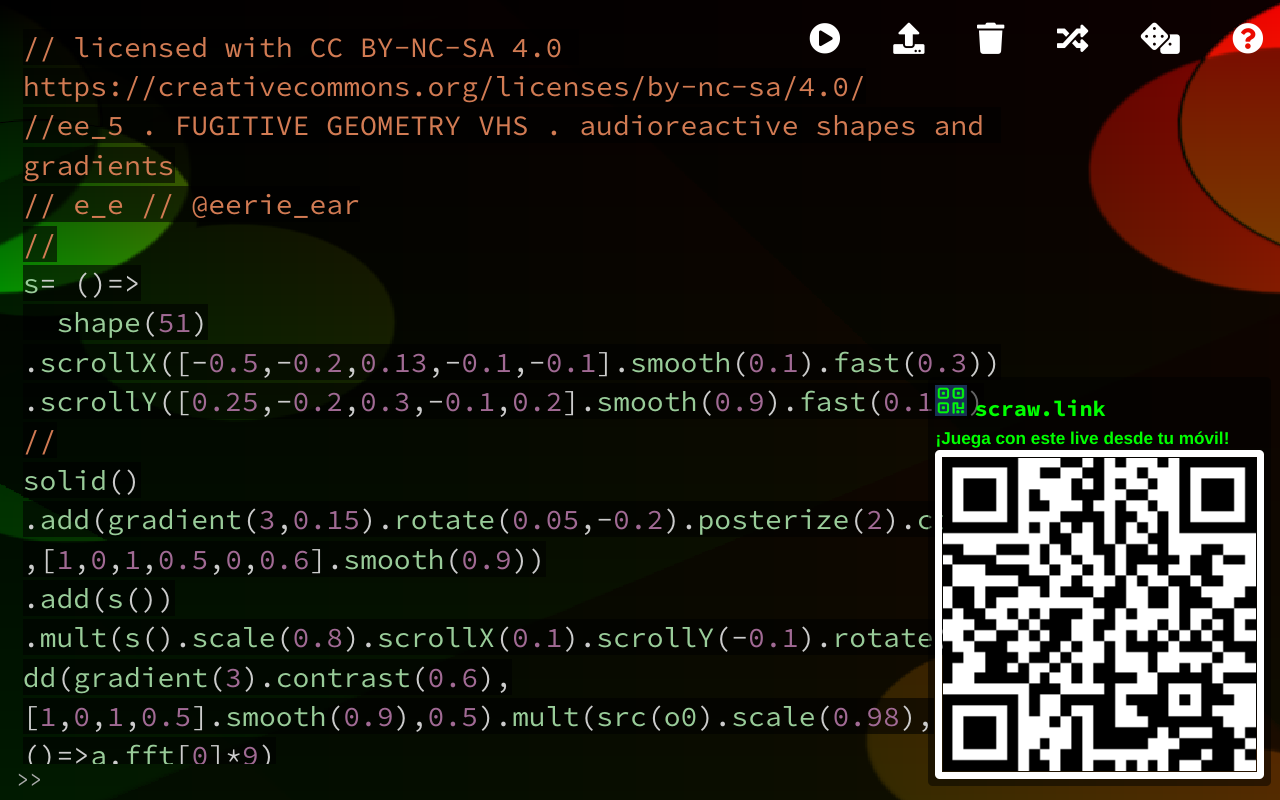 // licensed with CC BY-NC-SA 4.0
https://creativecommons.org/licenses/by-nc-sa/4.0/
//ee_5 . FUGITIVE GEOMETRY VHS . audioreactive shapes and
gradients
// e_e // @eerie_ear
//
s= ()=>
  shape(51)
.scrollX([-0.5,-0.2,0.13,-0.1,-0.1].smooth(0.1).fast(0.3))
.scrollY([0.25,-0.2,0.3,-0.1,0.2].smooth(0.9).fast(0.1
)
//
solid()
.add(gradient(3,0.15).rotate(0.05,-0.2).posterize(2).c
,[1,0,1,0.5,0,0.6].smooth(0.9))
.add(s())
.mult(s().scale(0.8).scrollX(0.1).scrollY(-0.1).rotate
dd(gradient(3).contrast(0.6),
[1,0,1,0.5].smooth(0.9),0.5).mult(src(o0).scale(0.98),
()=>a.fft[0]*9)
>>
scraw.link
¡Juega con este live desde tu móvil!